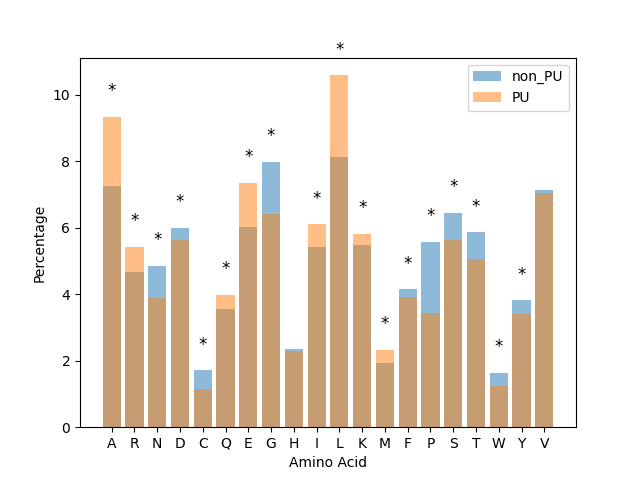 * * * * * * * * * * * * * * * * * *
non_PU
PU
Percentage
10
8
6
4
2
0
A R N D C Q E G H I L K M F P S T W Y V
Amino Acid